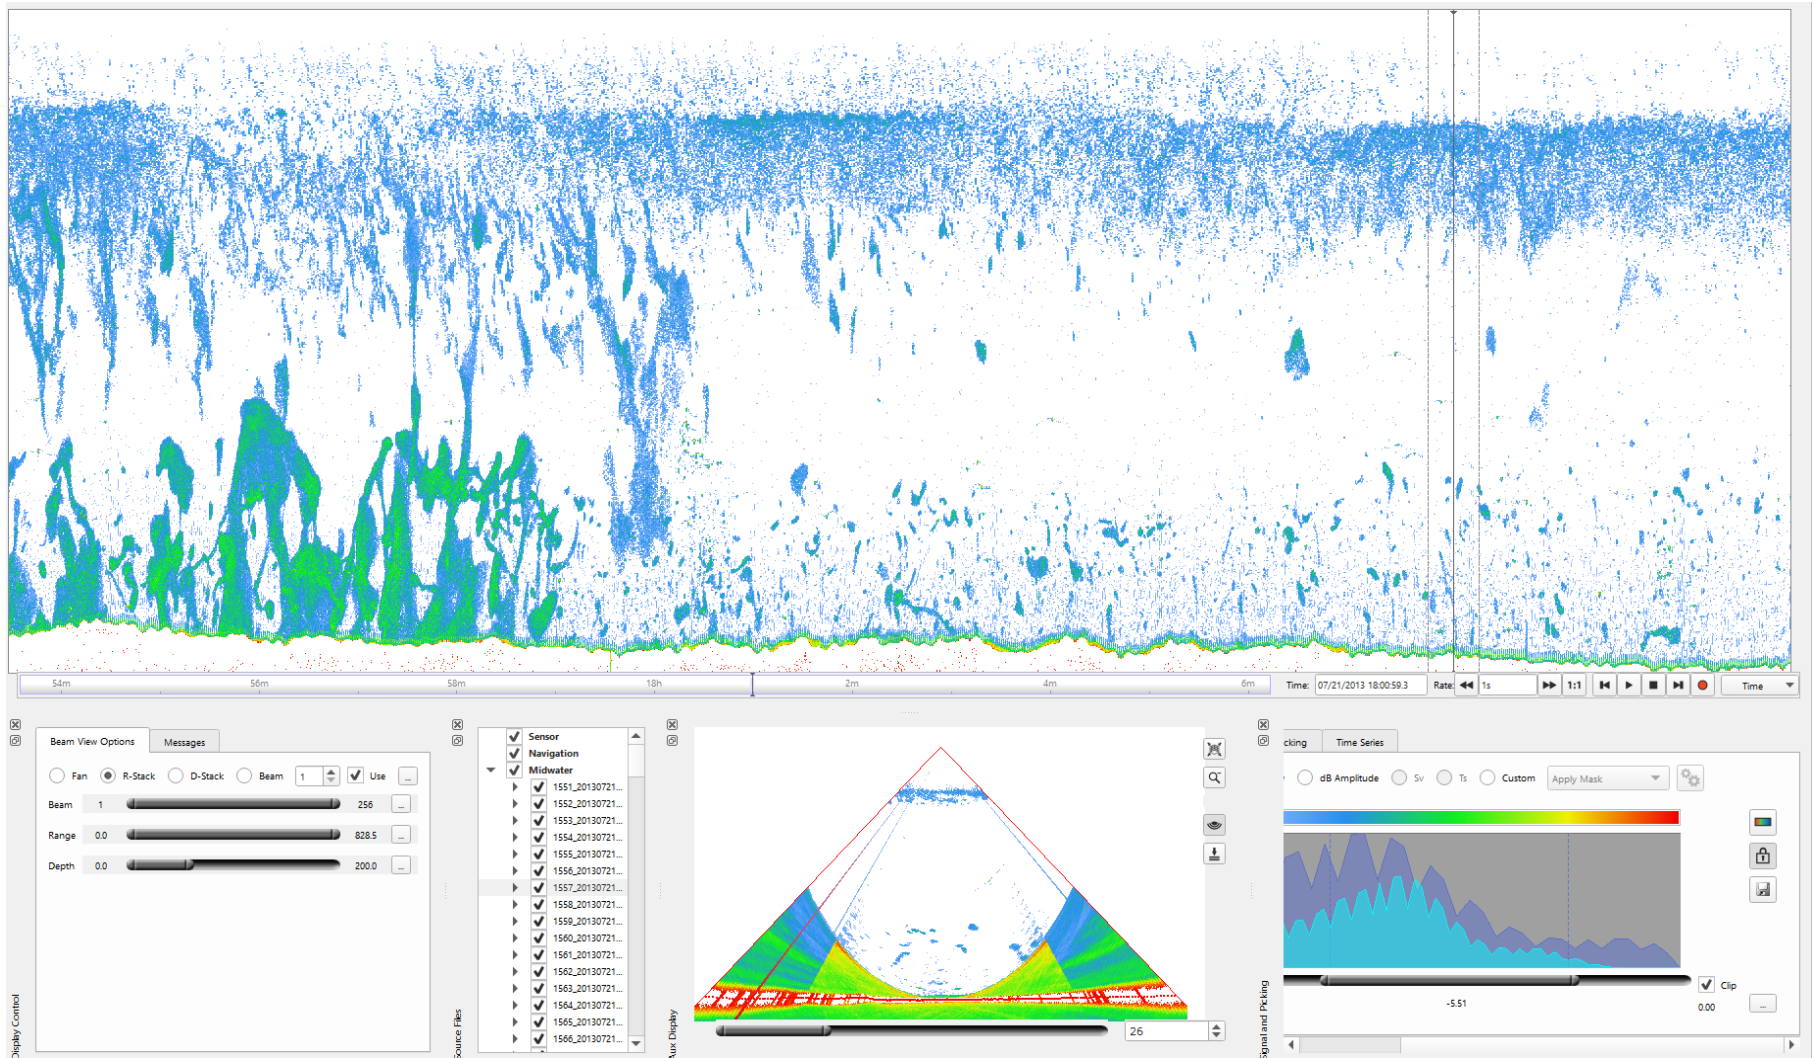 54m 56m 58m 18h 2m 4m 6m Time: 07/21/2013 18:00:59.3 Rate: 1s 1:1 Time
Beam View Options Messages
Fan R-Stack D-Stack Beam 1 Use ...
Beam 1 256 ...
Range 0.0 828.5 ...
Depth 0.0 200.0 ...
Display Control
Sensor
Navigation
Midwater
1551_20130721...
1552_20130721...
1553_20130721...
1554_20130721...
1555_20130721...
1556_20130721...
1557_20130721...
1558_20130721...
1559_20130721...
1560_20130721...
1561_20130721...
1562_20130721...
1563_20130721...
1564_20130721...
1565_20130721...
1566_20130721...
Source Files
Aux Display
26
cking Time Series
dB Amplitude Sv Ts Custom Apply Mask
Clip
-5.51
0.00 ...
Signal and Picking